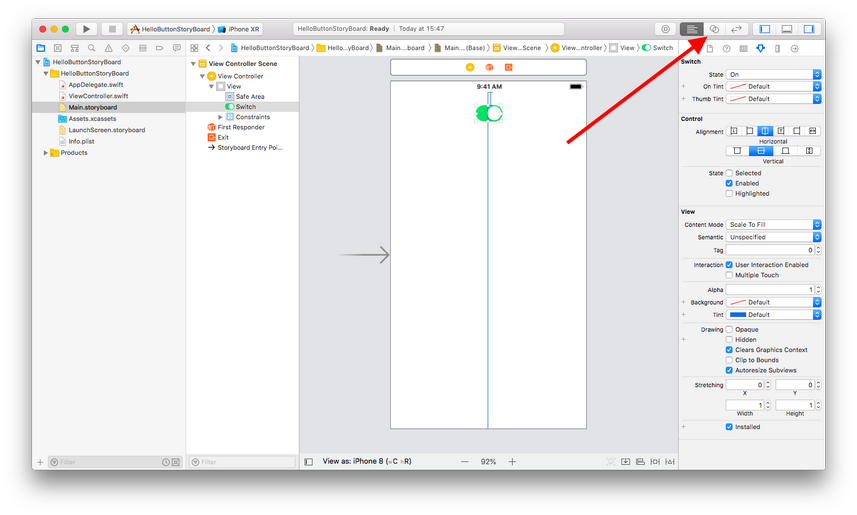 HelloButtonStoryBoard
iPhone XR
HelloButtonStoryBoard: Ready
Today at 15:47
HelloButtonStoryBoard
Hello...yBoard
Main....board
Main....(Base)
View...Scene
View...ntroller
View
Switch
HelloButtonStoryBoard
HelloButtonStoryBoard
AppDelegate.swift
ViewController.swift
Main.storyboard
Assets.xcassets
LaunchScreen.storyboard
Info.plist
Products
Filter
View Controller Scene
View Controller
View
Safe Area
Switch
Constraints
First Responder
Exit
Storyboard Entry Poi...
Filter
9:41 AM
View as: iPhone 8 (wC hR)
92%
Switch
State On
On Tint Default
Thumb Tint Default
Control
Alignment
Horizontal
Vertical
State Selected
Enabled
Highlighted
View
Content Mode Scale To Fill
Semantic Unspecified
Tag 0
Interaction User Interaction Enabled
Multiple Touch
Alpha 1
Background Default
Tint Default
Drawing Opaque
Hidden
Clears Graphics Context
Clip to Bounds
Autoresize Subviews
Stretching 0 0
X Y
1 1
Width Height
Installed